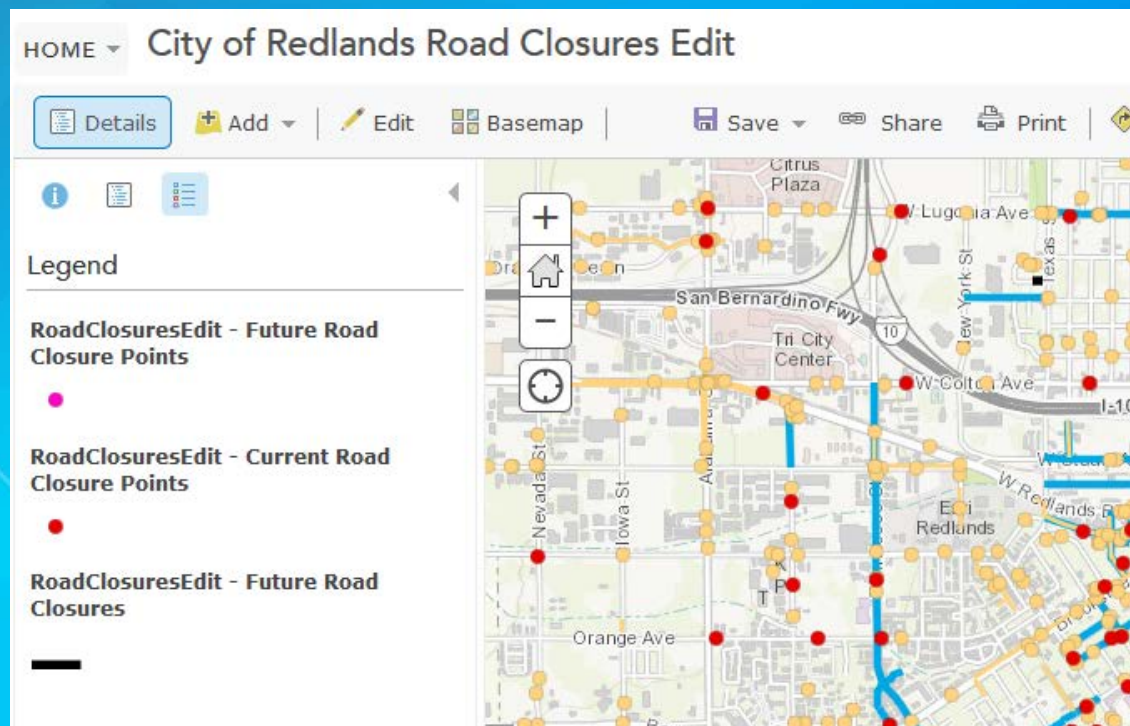 HOME City of Redlands Road Closures Edit
Details Add Edit Basemap Save Share Print
Legend
RoadClosuresEdit - Future Road
Closure Points
RoadClosuresEdit - Current Road
Closure Points
RoadClosuresEdit - Future Road
Closures
Citrus
Plaza
W Lugonia Ave
Texas S
San Bernardino Fwy
New York St
10
Tri City
Center
W Colton Ave
I-10
Nevada St
Iowa St
W Redlands B
Esri
Redlands
K
P
T
Orange Ave